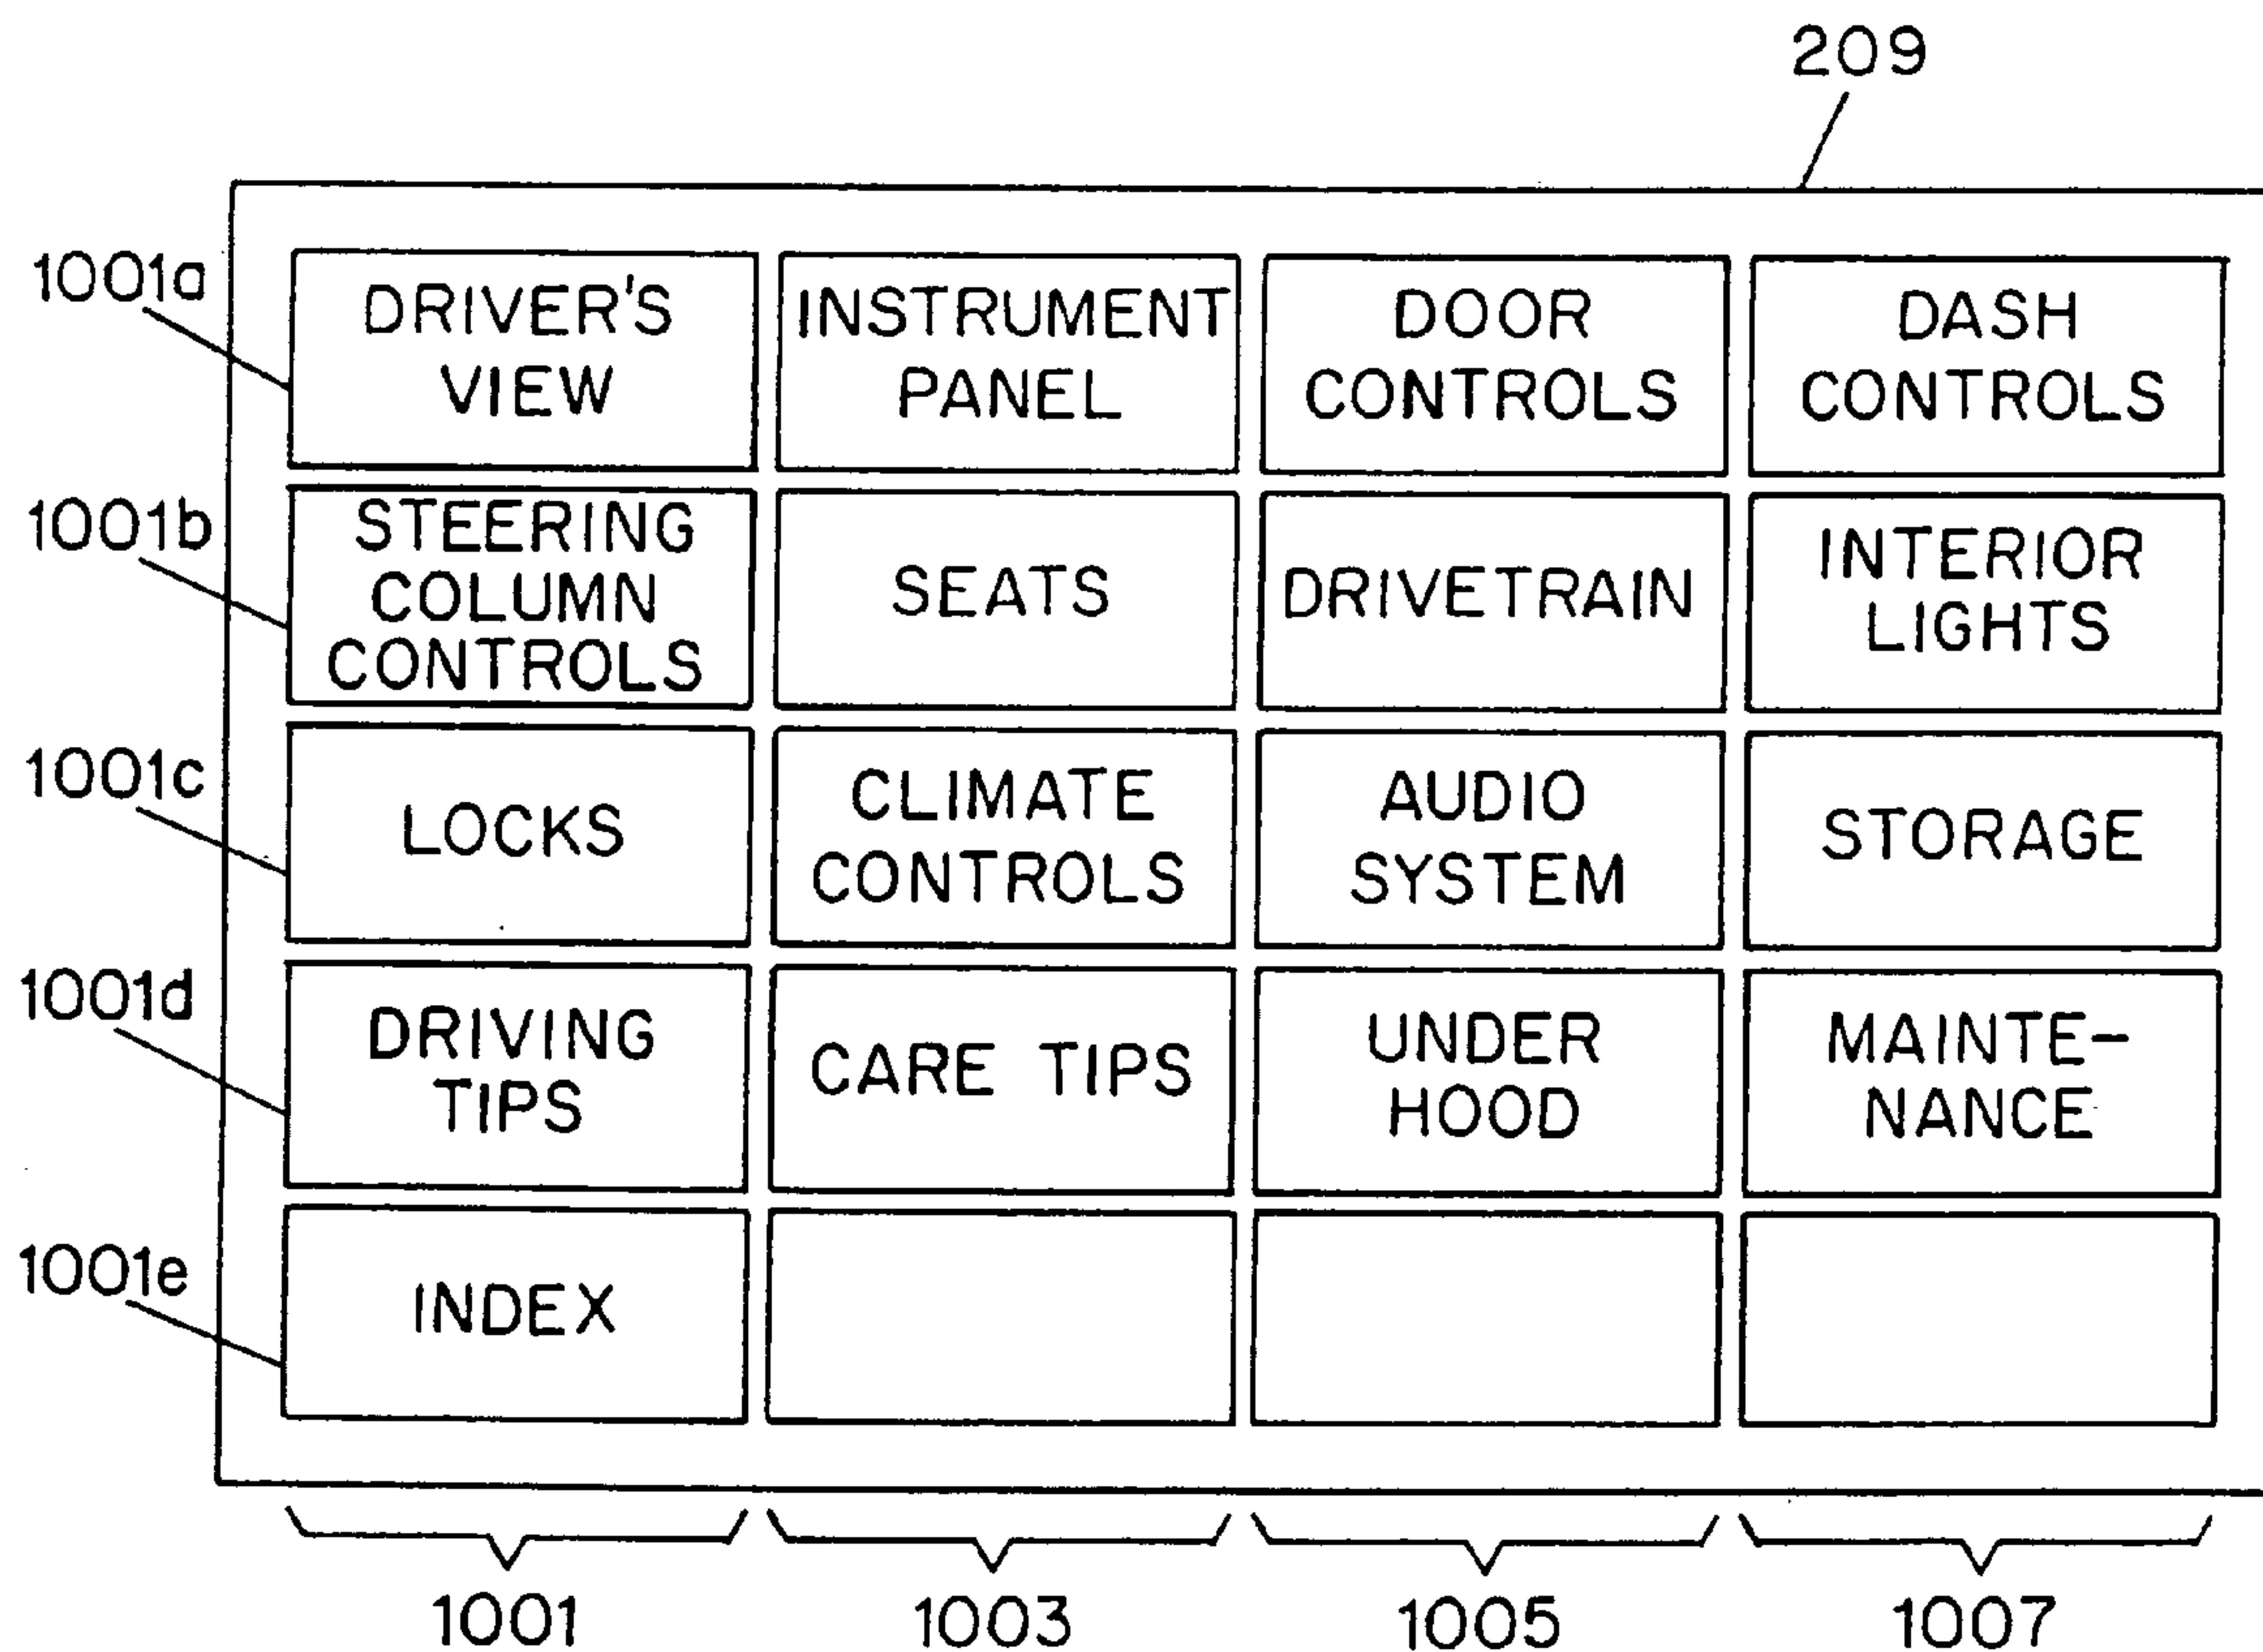 209
1001a
DRIVER'S
VIEW
INSTRUMENT
PANEL
DOOR
CONTROLS
DASH
CONTROLS
1001b
STEERING
COLUMN
CONTROLS
SEATS
DRIVETRAIN
INTERIOR
LIGHTS
1001c
LOCKS
CLIMATE
CONTROLS
AUDIO
SYSTEM
STORAGE
1001d
DRIVING
TIPS
CARE TIPS
UNDER
HOOD
MAINTE-
NANCE
1001e
INDEX
1001
1003
1005
1007